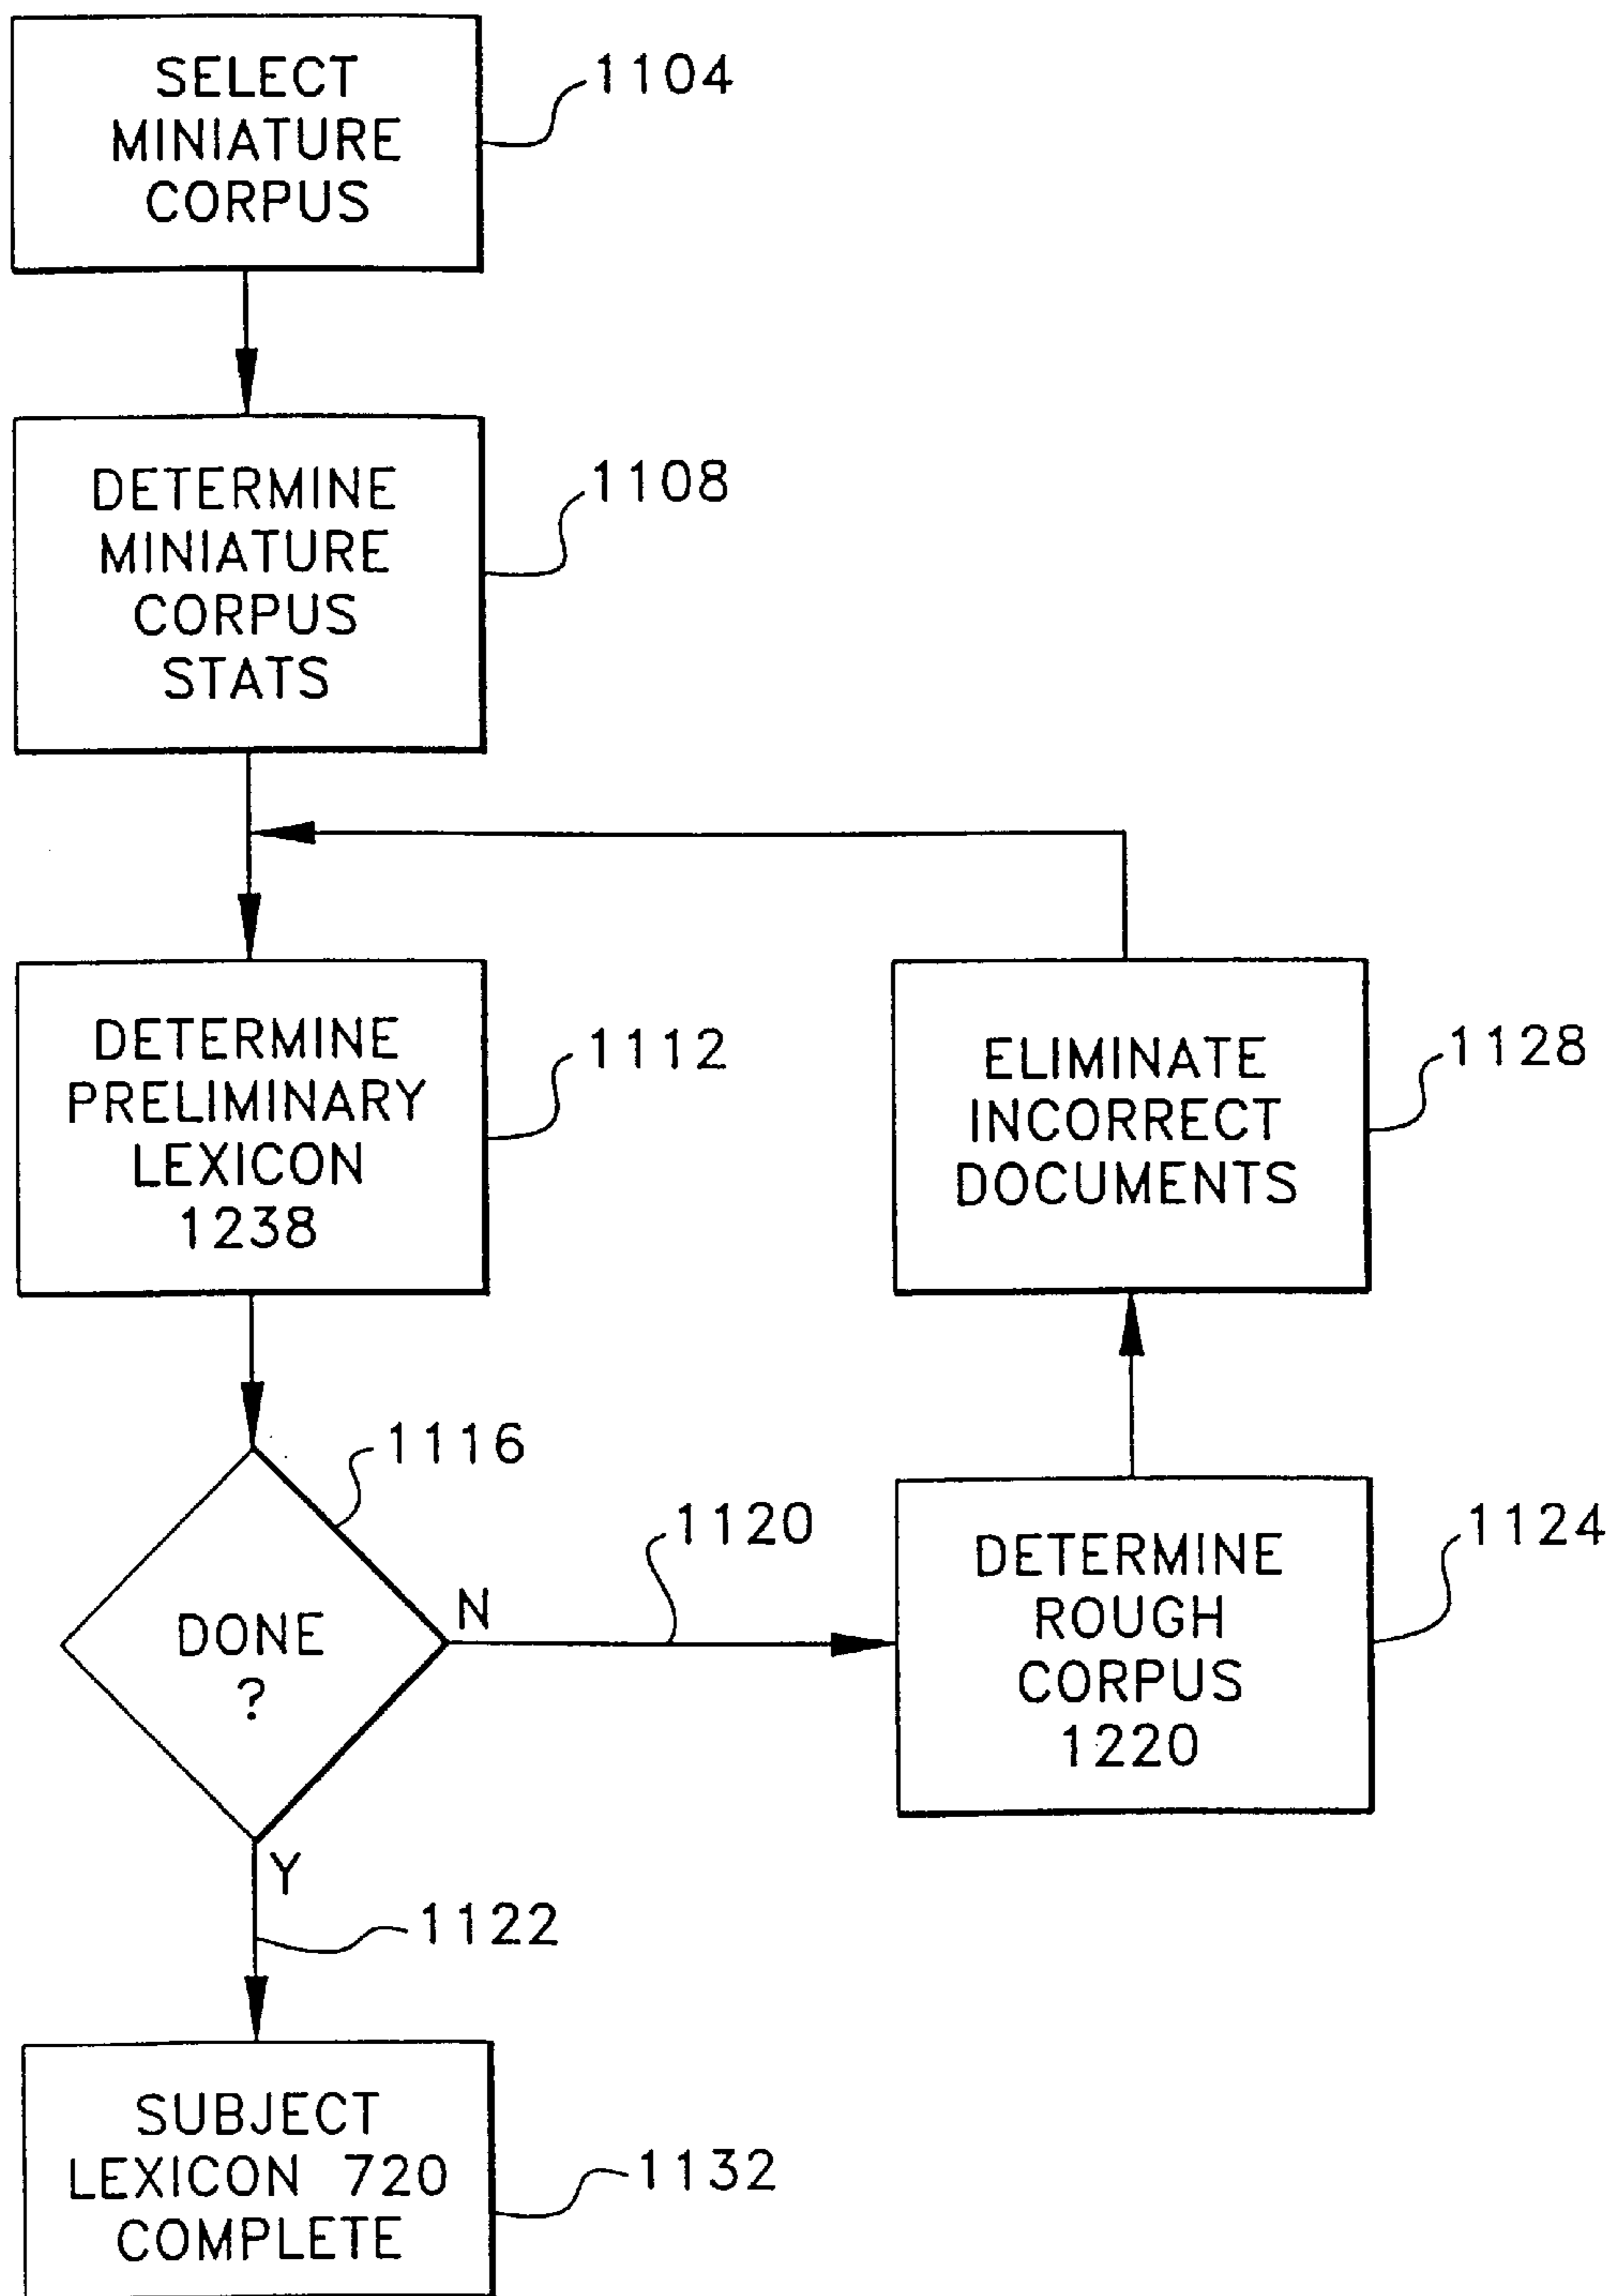 SELECT
MINIATURE
CORPUS
1104
DETERMINE
MINIATURE
CORPUS
STATS
1108
DETERMINE
PRELIMINARY
LEXICON
1238
1112
ELIMINATE
INCORRECT
DOCUMENTS
1128
DONE
?
1116
N
1120
DETERMINE
ROUGH
CORPUS
1220
1124
Y
1122
SUBJECT
LEXICON 720
COMPLETE
1132